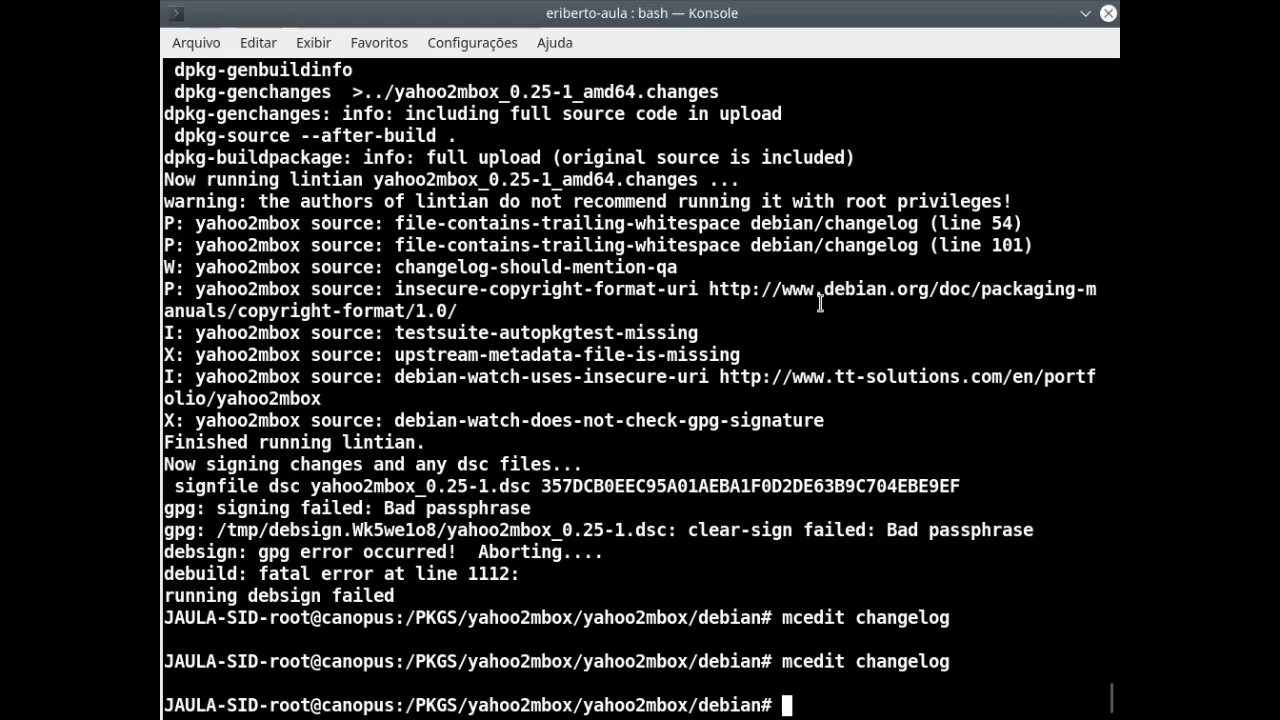 eriberto-aula : bash — Konsole
Arquivo Editar Exibir Favoritos Configurações Ajuda
dpkg-genbuildinfo
dpkg-genchanges >../yahoo2mbox_0.25-1_amd64.changes
dpkg-genchanges: info: including full source code in upload
dpkg-source --after-build .
dpkg-buildpackage: info: full upload (original source is included)
Now running lintian yahoo2mbox_0.25-1_amd64.changes ...
warning: the authors of lintian do not recommend running it with root privileges!
P: yahoo2mbox source: file-contains-trailing-whitespace debian/changelog (line 54)
P: yahoo2mbox source: file-contains-trailing-whitespace debian/changelog (line 101)
W: yahoo2mbox source: changelog-should-mention-qa
P: yahoo2mbox source: insecure-copyright-format-uri http://www.debian.org/doc/packaging-m
anuals/copyright-format/1.0/
I: yahoo2mbox source: testsuite-autopkgtest-missing
X: yahoo2mbox source: upstream-metadata-file-is-missing
I: yahoo2mbox source: debian-watch-uses-insecure-uri http://www.tt-solutions.com/en/portf
olio/yahoo2mbox
X: yahoo2mbox source: debian-watch-does-not-check-gpg-signature
Finished running lintian.
Now signing changes and any dsc files...
signfile dsc yahoo2mbox_0.25-1.dsc 357DCB0EEC95A01AEBA1F0D2DE63B9C704EBE9EF
gpg: signing failed: Bad passphrase
gpg: /tmp/debsign.Wk5we1o8/yahoo2mbox_0.25-1.dsc: clear-sign failed: Bad passphrase
debsign: gpg error occurred!  Aborting....
debuild: fatal error at line 1112:
running debsign failed
JAULA-SID-root@canopus:/PKGS/yahoo2mbox/yahoo2mbox/debian# mcedit changelog
JAULA-SID-root@canopus:/PKGS/yahoo2mbox/yahoo2mbox/debian# mcedit changelog
JAULA-SID-root@canopus:/PKGS/yahoo2mbox/yahoo2mbox/debian#